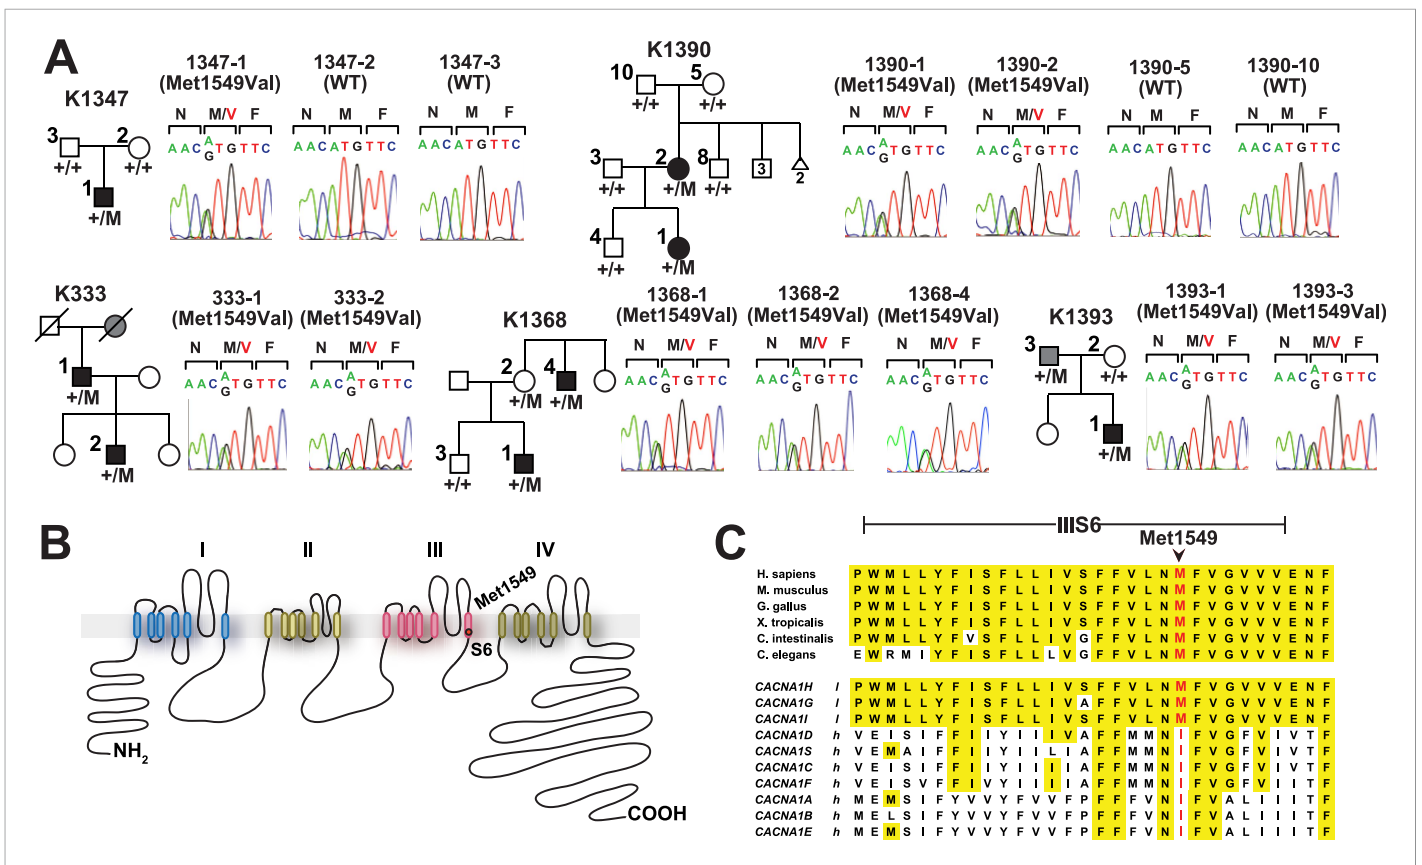 A
K1347
3
2
+/+
+/+
1
+/M
1347-1
(Met1549Val)
N M/V F
A A C A T G T T C
G
1347-2
(WT)
N M F
A A C A T G T T C
1347-3
(WT)
N M F
A A C A T G T T C
K1390
10
5
+/+
+/+
3
2
8
3
2
+/+
+/M
+/+
4
1
+/+
+/M
1390-1
(Met1549Val)
N M/V F
A A C A T G T T C
G
1390-2
(Met1549Val)
N M/V F
A A C A T G T T C
G
1390-5
(WT)
N M F
A A C A T G T T C
1390-10
(WT)
N M F
A A C A T G T T C
K333
1
+/M
2
+/M
333-1
(Met1549Val)
N M/V F
A A C A T G T T C
G
333-2
(Met1549Val)
N M/V F
A A C A T G T T C
G
K1368
2
4
+/M
+/M
3
1
+/+
+/M
1368-1
(Met1549Val)
N M/V F
A A C A T G T T C
G
1368-2
(Met1549Val)
N M/V F
A A C A T G T T C
G
1368-4
(Met1549Val)
N M/V F
A A C A T G T T C
G
K1393
3
2
+/M
+/+
1
+/M
1393-1
(Met1549Val)
N M/V F
A A C A T G T T C
G
1393-3
(Met1549Val)
N M/V F
A A C A T G T T C
G
B
I II III IV
Met1549
S6
NH2
COOH
C
IIIS6
Met1549
H. sapiens P W M L L Y F I S F L L I V S F F V L N M F V G V V V E N F
M. musculus P W M L L Y F I S F L L I V S F F V L N M F V G V V V E N F
G. gallus P W M L L Y F I S F L L I V S F F V L N M F V G V V V E N F
X. tropicalis P W M L L Y F I S F L L I V S F F V L N M F V G V V V E N F
C. intestinalis P W M L L Y F V S F L L I V G F F V L N M F V G V V V E N F
C. elegans E W R M I Y F I S F L L L V G F F V L N M F V G V V V E N F
CACNA1H l P W M L L Y F I S F L L I V S F F V L N M F V G V V V E N F
CACNA1G l P W M L L Y F I S F L L I V A F F V L N M F V G V V V E N F
CACNA1I l P W M L L Y F I S F L L I V S F F V L N M F V G V V V E N F
CACNA1D h V E I S I F F I I Y I I I V A F F M M N I F V G F V I V T F
CACNA1S h V E M A I F F I I Y I I L I A F F M M N I F V G F V I V T F
CACNA1C h V E I S I F F I I Y I I I I A F F M M N I F V G F V I V T F
CACNA1F h V E I S V F F I V Y I I I I A F F M M N I F V G F V I I T F
CACNA1A h M E M S I F Y V V Y F V V F P F F F V N I F V A L I I I T F
CACNA1B h M E L S I F Y V V Y F V V F P F F F V N I F V A L I I I T F
CACNA1E h M E M S I F Y V V Y F V V F P F F F V N I F V A L I I I T F